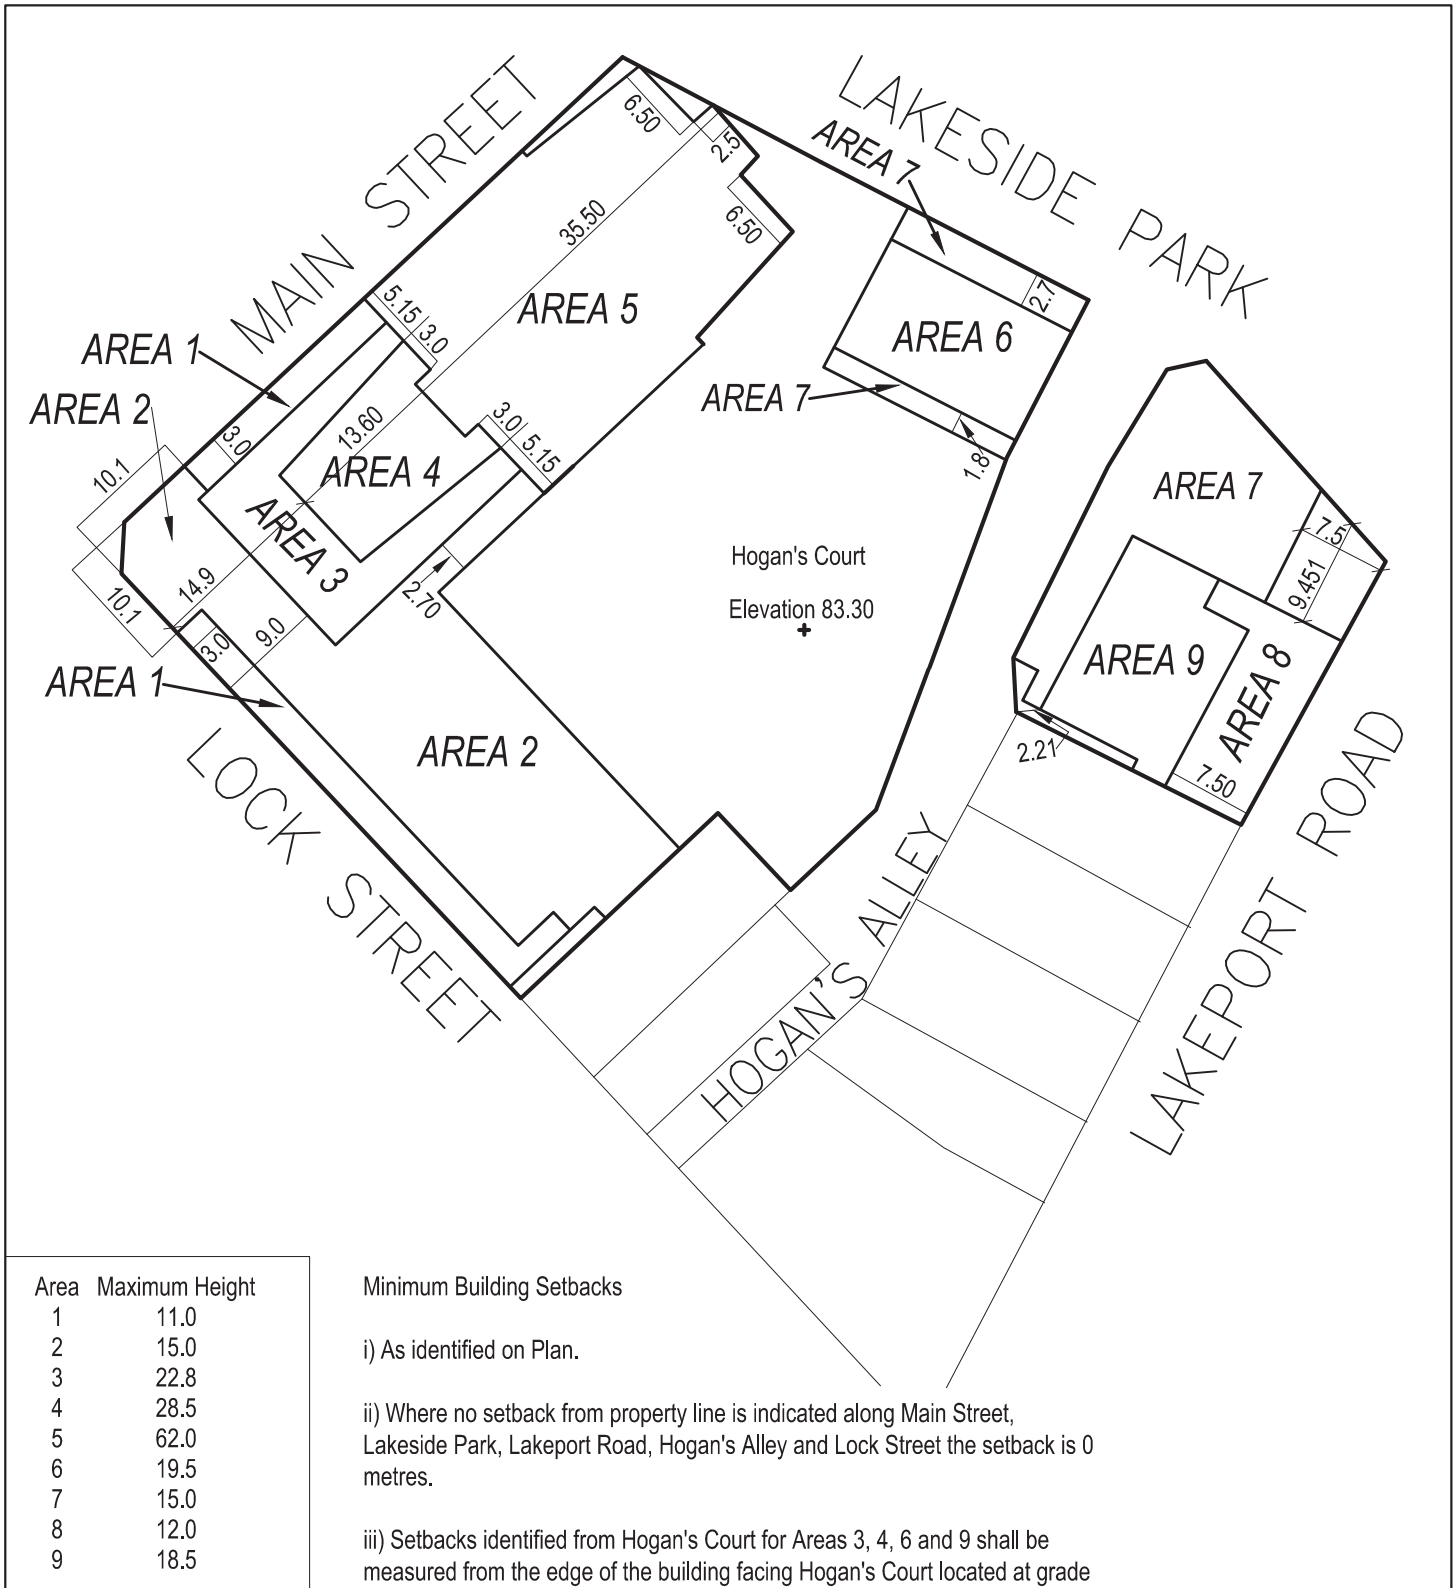 LAKESIDE PARK
MAIN STREET
AREA 7
6.50
2.5
35.50
6.50
2.7
5.15
3.0
AREA 5
AREA 6
AREA 1
AREA 2
AREA 7
1.8
13.60
3.0
3.0
5.15
10.1
AREA 4
AREA 3
AREA 7
7.5
9.451
Hogan's Court
Elevation 83.30
14.9
10.1
2.70
9.0
3.0
AREA 1
AREA 9
AREA 8
2.21
7.50
AREA 2
LOCK STREET
HOGAN'S ALLEY
LAKEPORT ROAD
Area Maximum Height
1 11.0
2 15.0
3 22.8
4 28.5
5 62.0
6 19.5
7 15.0
8 12.0
9 18.5
Minimum Building Setbacks
i) As identified on Plan.
ii) Where no setback from property line is indicated along Main Street,
Lakeside Park, Lakeport Road, Hogan's Alley and Lock Street the setback is 0
metres.
iii) Setbacks identified from Hogan's Court for Areas 3, 4, 6 and 9 shall be
measured from the edge of the building facing Hogan's Court located at grade